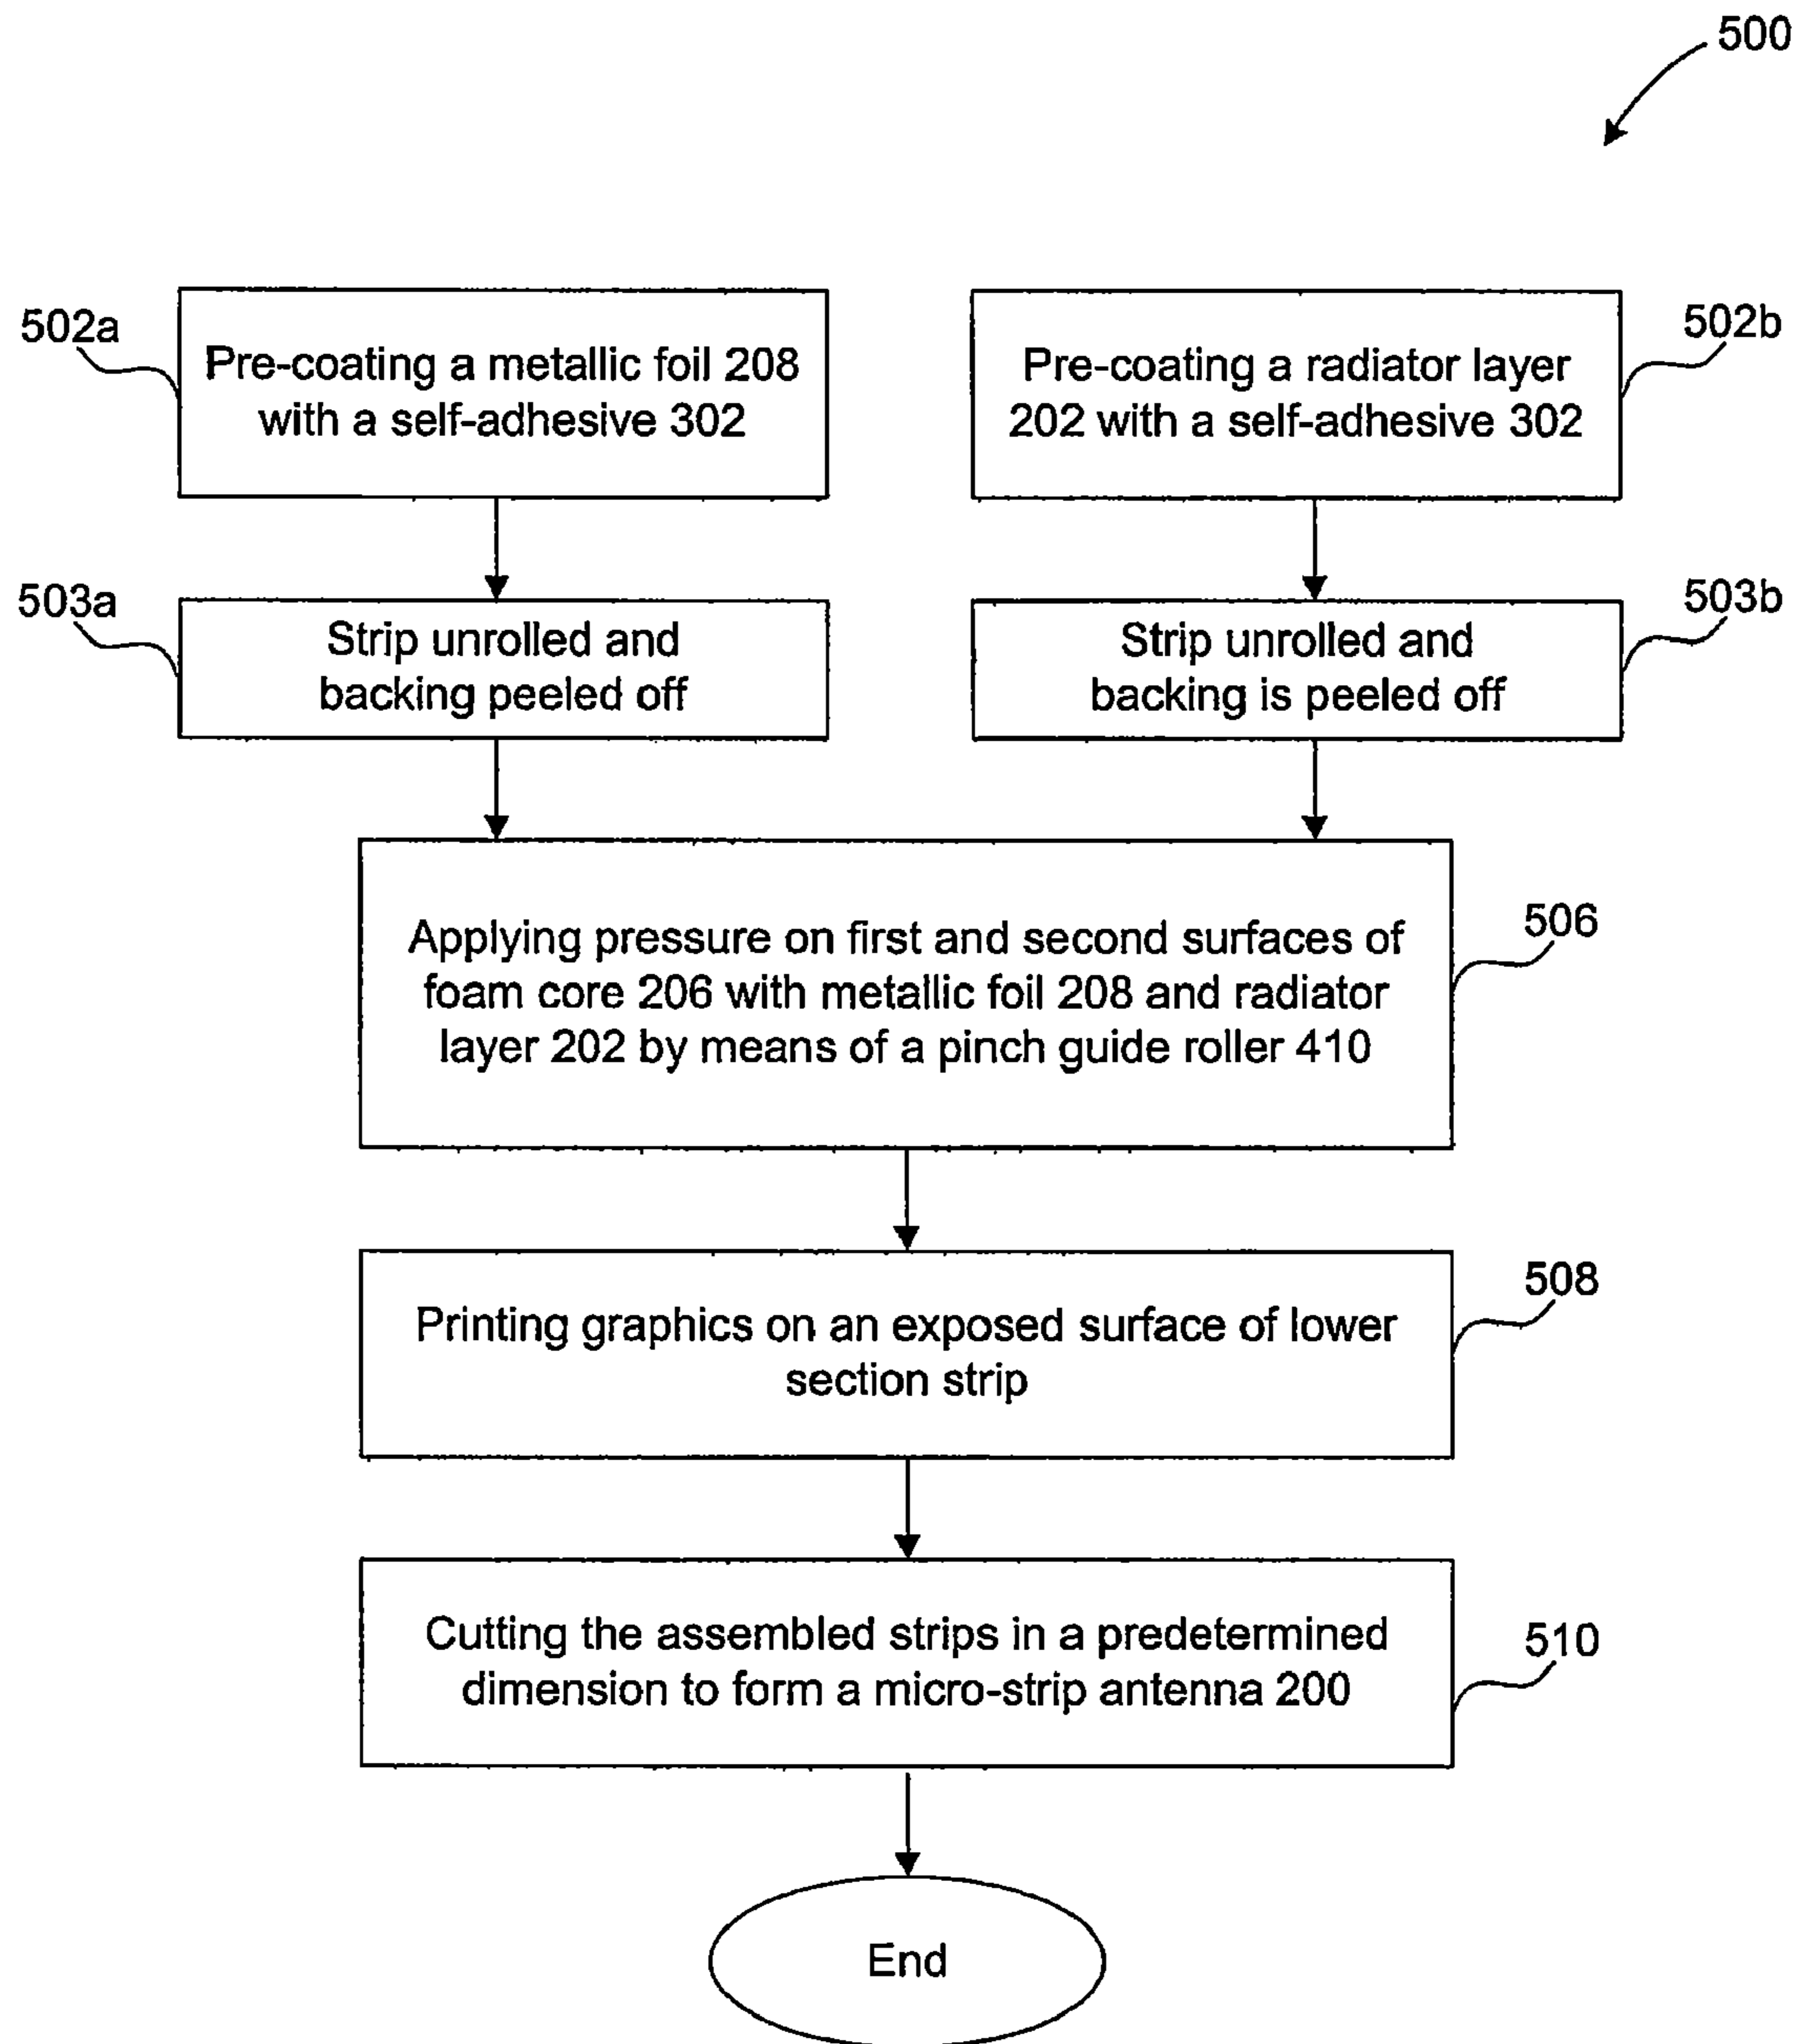 500
502a
Pre-coating a metallic foil 208
with a self-adhesive 302
502b
Pre-coating a radiator layer
202 with a self-adhesive 302
503a
Strip unrolled and
backing peeled off
503b
Strip unrolled and
backing is peeled off
506
Applying pressure on first and second surfaces of
foam core 206 with metallic foil 208 and radiator
layer 202 by means of a pinch guide roller 410
508
Printing graphics on an exposed surface of lower
section strip
510
Cutting the assembled strips in a predetermined
dimension to form a micro-strip antenna 200
End